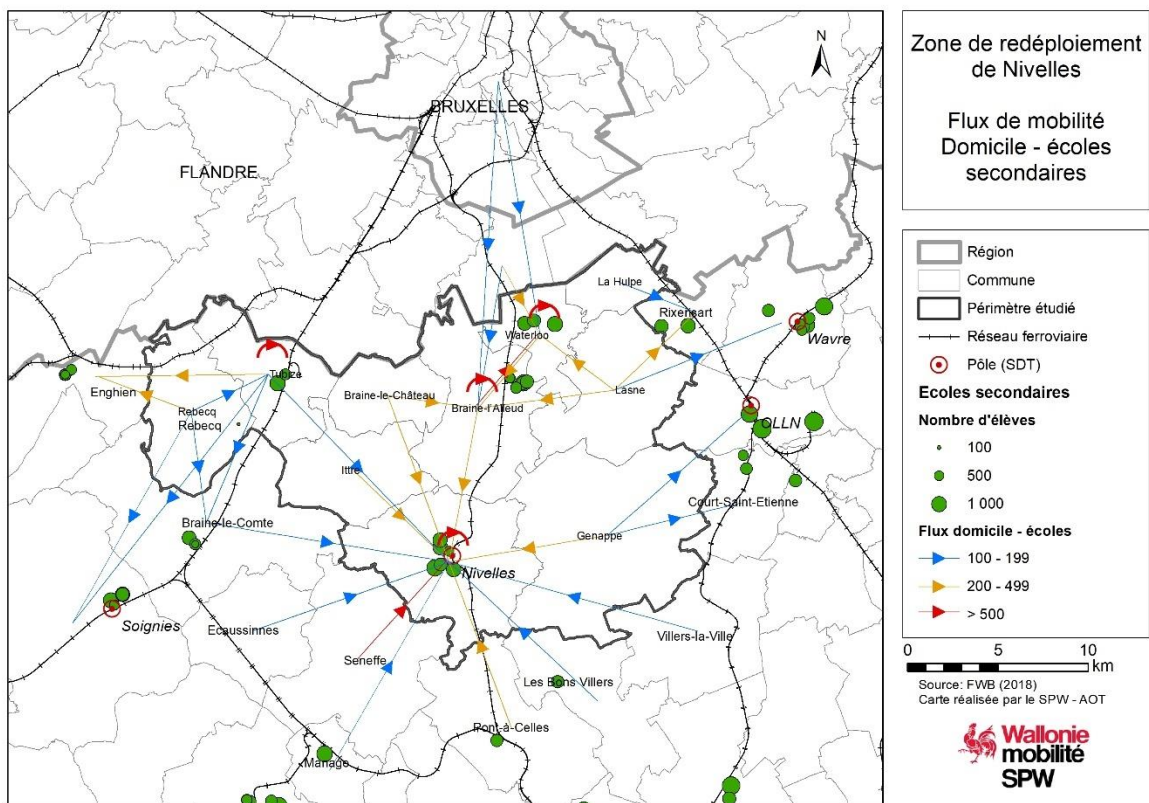 N
BRUXELLES
FLANDRE
La Hulpe
Rixensart
Wavre
Waterloo
Tubize
Enghien
Braine-le-Château
Lasne
Braine-l'Alleud
Rebecq
Rebecq
OLLN
Ittre
Court-Saint-Etienne
Braine-le-Comte
Genappe
Nivelles
Soignies
Ecaussinnes
Villers-la-Ville
Seneffe
Les Bons Villers
Pont-à-Celles
Manage
Zone de redéploiement
de Nivelles
Flux de mobilité
Domicile - écoles
secondaires
Région
Commune
Périmètre étudié
Réseau ferroviaire
Pôle (SDT)
Ecoles secondaires
Nombre d'élèves
100
500
1 000
Flux domicile - écoles
100 - 199
200 - 499
> 500
0 5 10
km
Source: FWB (2018)
Carte réalisée par le SPW - AOT
Wallonie
mobilité
SPW